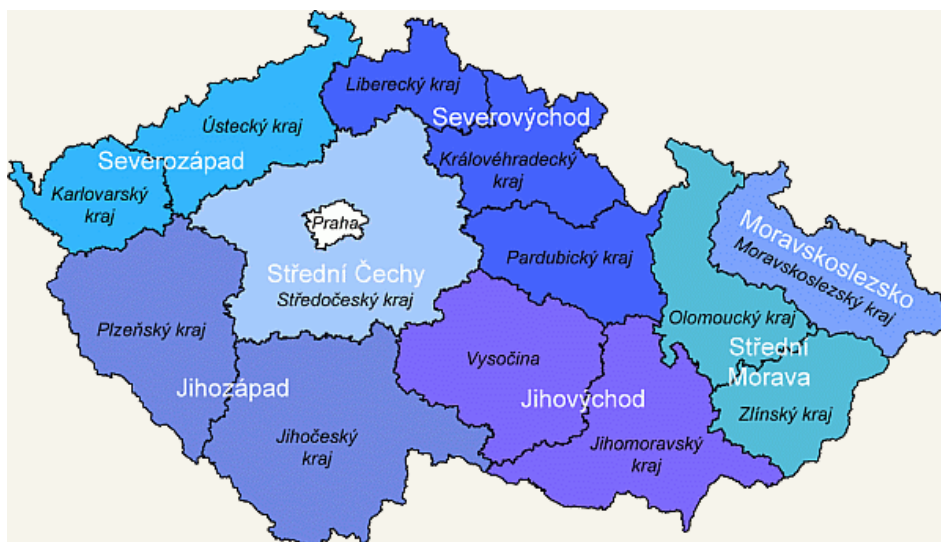 Liberecký kraj
Severovýchod
Ústecký kraj
Severozápad
Královéhradecký
kraj
Karlovarský
kraj
Praha
Moravskoslezsko
Moravskoslezský kraj
Pardubický kraj
Střední Čechy
Středočeský kraj
Plzeňský kraj
Olomoucký kraj
Střední
Morava
Vysočina
Jihozápad
Jihovýchod
Zlínský kraj
Jihočeský
kraj
Jihomoravský
kraj